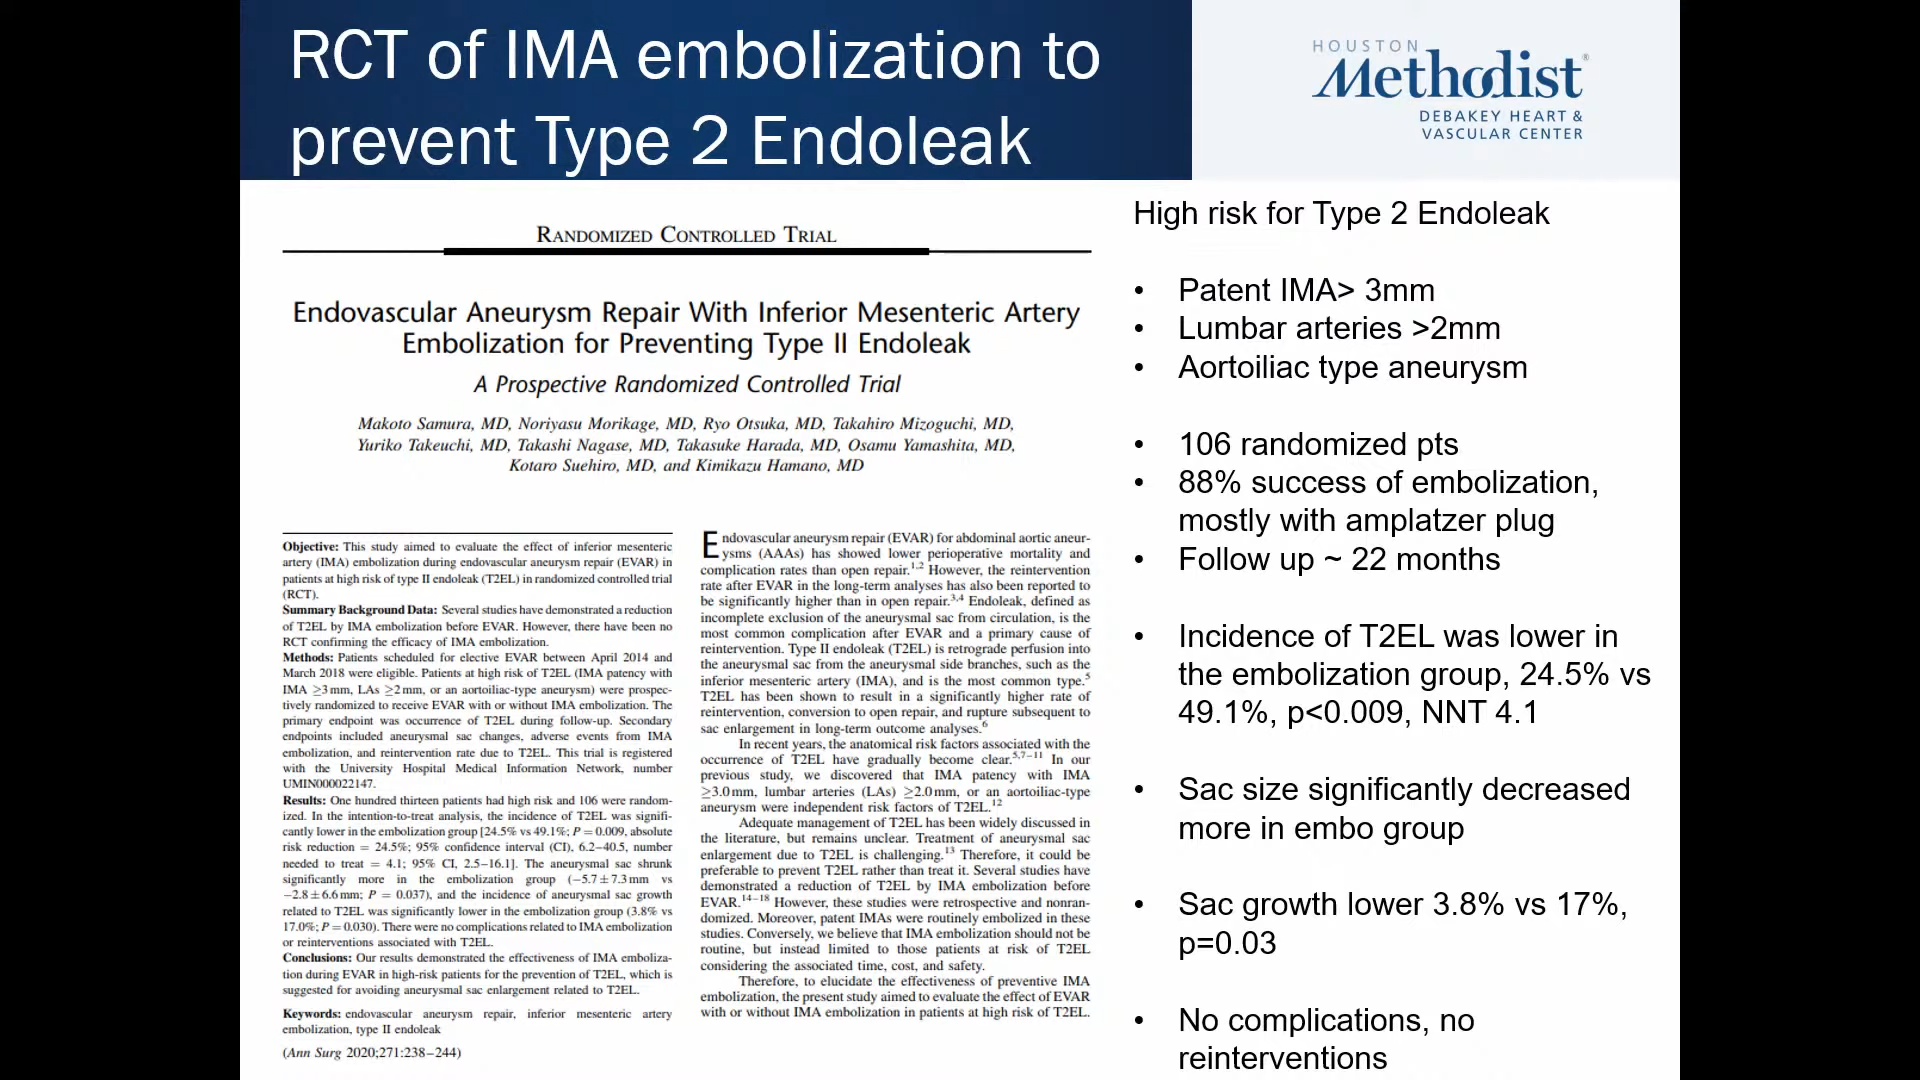 RCT of IMA embolization to
prevent Type 2 Endoleak
HOUSTON
Methodist®
DEBAKEY HEART &
VASCULAR CENTER
RANDOMIZED CONTROLLED TRIAL
Endovascular Aneurysm Repair With Inferior Mesenteric Artery
Embolization for Preventing Type II Endoleak
A Prospective Randomized Controlled Trial
Makoto Samura, MD, Noriyasu Morikage, MD, Ryo Otsuka, MD, Takahiro Mizoguchi, MD,
Yuriko Takeuchi, MD, Takashi Nagase, MD, Takasuke Harada, MD, Osamu Yamashita, MD,
Kotaro Suehiro, MD, and Kimikazu Hamano, MD
Objective: This study aimed to evaluate the effect of inferior mesenteric
artery (IMA) embolization during endovascular aneurysm repair (EVAR) in
patients at high risk of type II endoleak (T2EL) in randomized controlled trial
(RCT).
Summary Background Data: Several studies have demonstrated a reduction
of T2EL by IMA embolization before EVAR. However, there have been no
RCT confirming the efficacy of IMA embolization.
Methods: Patients scheduled for elective EVAR between April 2014 and
March 2018 were eligible. Patients at high risk of T2EL (IMA patency with
IMA ≥3 mm, LAs ≥2 mm, or an aortoiliac-type aneurysm) were prospec-
tively randomized to receive EVAR with or without IMA embolization. The
primary endpoint was occurrence of T2EL during follow-up. Secondary
endpoints included aneurysmal sac changes, adverse events from IMA
embolization, and reintervention rate due to T2EL. This trial is registered
with the University Hospital Medical Information Network, number
UMIN000022147.
Results: One hundred thirteen patients had high risk and 106 were random-
ized. In the intention-to-treat analysis, the incidence of T2EL was signifi-
cantly lower in the embolization group [24.5% vs 49.1%; P = 0.009, absolute
risk reduction = 24.5%; 95% confidence interval (CI), 6.2–40.5, number
needed to treat = 4.1; 95% CI, 2.5–16.1]. The aneurysmal sac shrunk
significantly more in the embolization group (−5.7 ± 7.3 mm vs
−2.8 ± 6.6 mm; P = 0.037), and the incidence of aneurysmal sac growth
related to T2EL was significantly lower in the embolization group (3.8% vs
17.0%; P = 0.030). There were no complications related to IMA embolization
or reinterventions associated with T2EL.
Conclusions: Our results demonstrated the effectiveness of IMA emboliza-
tion during EVAR in high-risk patients for the prevention of T2EL, which is
suggested for avoiding aneurysmal sac enlargement related to T2EL.
Keywords: endovascular aneurysm repair, inferior mesenteric artery
embolization, type II endoleak
(Ann Surg 2020;271:238–244)
Endovascular aneurysm repair (EVAR) for abdominal aortic aneur-
ysms (AAAs) has showed lower perioperative mortality and
complication rates than open repair.1,2 However, the reintervention
rate after EVAR in the long-term analyses has also been reported to
be significantly higher than in open repair.3,4 Endoleak, defined as
incomplete exclusion of the aneurysmal sac from circulation, is the
most common complication after EVAR and a primary cause of
reintervention. Type II endoleak (T2EL) is retrograde perfusion into
the aneurysmal sac from the aneurysmal side branches, such as the
inferior mesenteric artery (IMA), and is the most common type.5
T2EL has been shown to result in a significantly higher rate of
reintervention, conversion to open repair, and rupture subsequent to
sac enlargement in long-term outcome analyses.6
In recent years, the anatomical risk factors associated with the
occurrence of T2EL have gradually become clear.5,7–11 In our
previous study, we discovered that IMA patency with IMA
≥3.0 mm, lumbar arteries (LAs) ≥2.0 mm, or an aortoiliac-type
aneurysm were independent risk factors of T2EL.12
Adequate management of T2EL has been widely discussed in
the literature, but remains unclear. Treatment of aneurysmal sac
enlargement due to T2EL is challenging.13 Therefore, it could be
preferable to prevent T2EL rather than treat it. Several studies have
demonstrated a reduction of T2EL by IMA embolization before
EVAR.14–18 However, these studies were retrospective and nonran-
domized. Moreover, patent IMAs were routinely embolized in these
studies. Conversely, we believe that IMA embolization should not be
routine, but instead limited to those patients at risk of T2EL
considering the associated time, cost, and safety.
Therefore, to elucidate the effectiveness of preventive IMA
embolization, the present study aimed to evaluate the effect of EVAR
with or without IMA embolization in patients at high risk of T2EL.
High risk for Type 2 Endoleak
• Patent IMA> 3mm
• Lumbar arteries >2mm
• Aortoiliac type aneurysm
• 106 randomized pts
• 88% success of embolization,
mostly with amplatzer plug
• Follow up ~ 22 months
• Incidence of T2EL was lower in
the embolization group, 24.5% vs
49.1%, p<0.009, NNT 4.1
• Sac size significantly decreased
more in embo group
• Sac growth lower 3.8% vs 17%,
p=0.03
• No complications, no
reinterventions